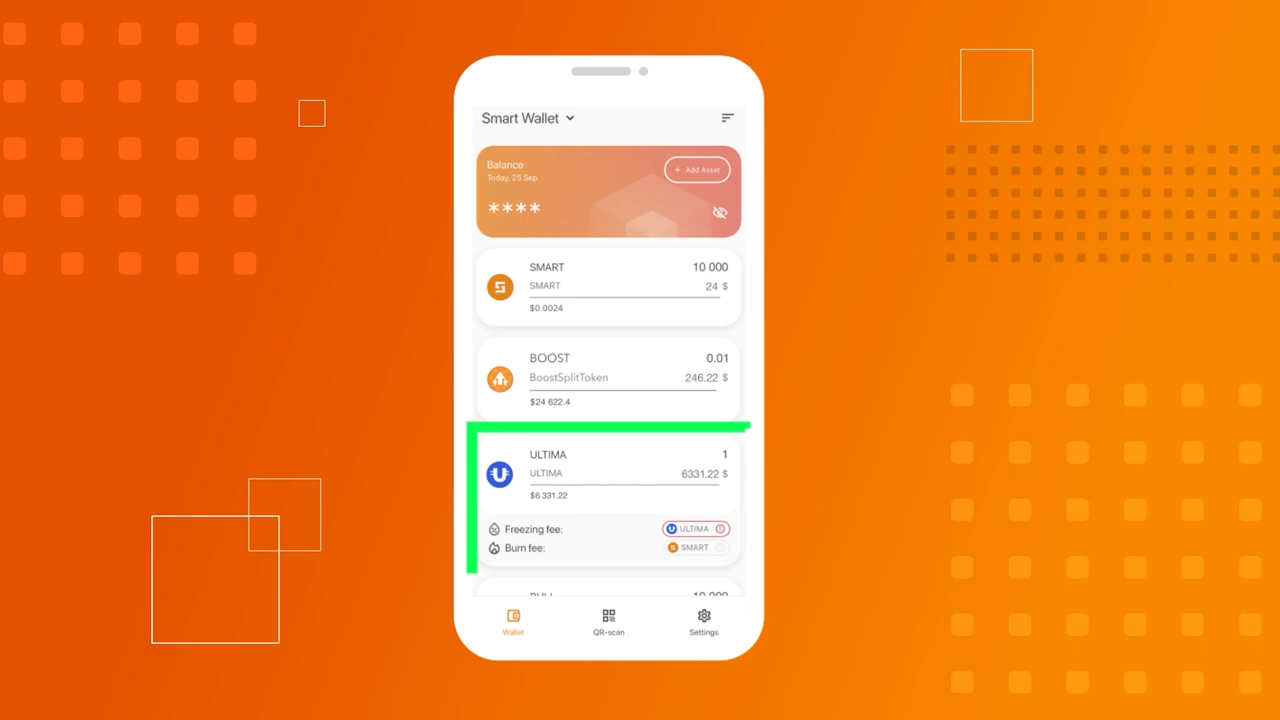 Smart Wallet
Balance
Today, 25 Sep
+ Add Asset
****
SMART 10 000
SMART 24 $
$0.0024
BOOST 0.01
BoostSplitToken 246.22 $
$24 622.4
ULTIMA 1
ULTIMA 6331.22 $
$6 331.22
Freezing fee: ULTIMA
Burn fee: SMART
Wallet QR-scan Settings